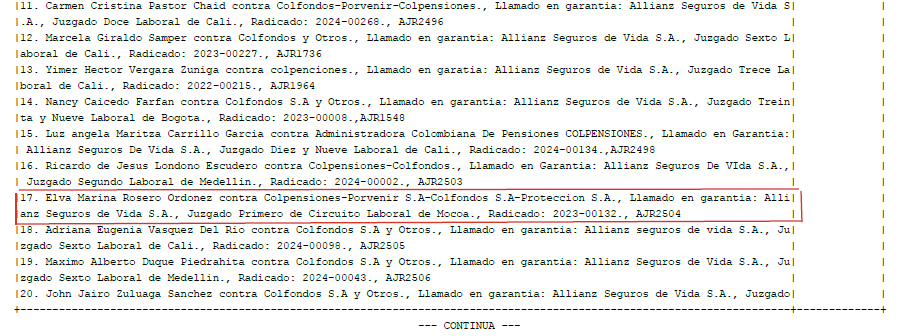 |11. Carmen Cristina Pastor Chaid contra Colfondos-Porvenir-Colpensiones., Llamado en garantia: Allianz Seguros de Vida S|
|.A., Juzgado Doce Laboral de Cali., Radicado: 2024-00268., AJR2496
|12. Marcela Giraldo Samper contra Colfondos y Otros., Llamado en garantia: Allianz Seguros de Vida S.A., Juzgado Sexto L|
|aboral de Cali., Radicado: 2023-00227., AJR1736
|13. Yimer Hector Vergara Zuniga contra colpenciones., Llamado en garatia: Allianz Seguros de Vida S.A., Juzgado Trece La|
|boral de Cali., Radicado: 2022-00215., AJR1964
|14. Nancy Caicedo Farfan contra Colfondos S.A y Otros., Llamado en garantia: Allianz Seguros de Vida S.A., Juzgado Trein|
|ta y Nueve Laboral de Bogota., Radicado: 2023-00008.,AJR1548
|15. Luz angela Maritza Carrillo Garcia contra Administradora Colombiana De Pensiones COLPENSIONES., Llamado en Garantia:|
| Allianz Seguros De Vida S.A., Juzgado Diez y Nueve Laboral de Cali., Radicado: 2024-00134.,AJR2498
|16. Ricardo de Jesus Londono Escudero contra Colpensiones-Colfondos., Llamado en Garantia: Allianz Seguros De VIda S.A.,|
| Juzgado Segundo Laboral de Medellin., Radicado: 2024-00002., AJR2503
|17. Elva Marina Rosero Ordonez contra Colpensiones-Porvenir S.A-Colfondos S.A-Proteccion S.A., Llamado en garantia: Alli|
|anz Seguros de Vida S.A., Juzgado Primero de Circuito Laboral de Mocoa., Radicado: 2023-00132., AJR2504
|18. Adriana Eugenia Vasquez Del Rio contra Colfondos S.A y Otros., Llamado en garantia: Allianz seguros de vida S.A., Ju|
|zgado Sexto Laboral de Cali., Radicado: 2024-00098., AJR2505
|19. Maximo Alberto Duque Piedrahita contra Colfondos S.A y Otros., Llamado en garantia: Allianz Seguros de Vida S.A., Ju|
|zgado Sexto Laboral de Medellin., Radicado: 2024-00043., AJR2506
|20. John Jairo Zuluaga Sanchez contra Colfondos S.A y Otros., Llamado en garantia: Allianz Seguros de Vida S.A., Juzgado|
--- CONTINUA ---